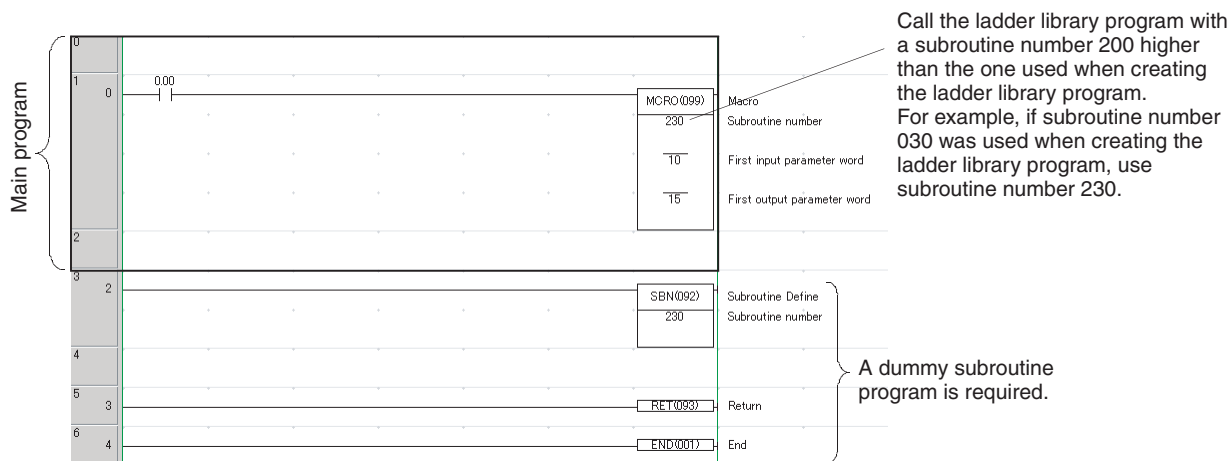 Call the ladder library program with
a subroutine number 200 higher
than the one used when creating
the ladder library program.
For example, if subroutine number
030 was used when creating the
ladder library program, use
subroutine number 230.
Main program
0
1
0
0.00
MCRO(099)
Macro
230
Subroutine number
10
First input parameter word
15
First output parameter word
2
3
2
SBN(092)
Subroutine Define
230
Subroutine number
4
A dummy subroutine
program is required.
5
3
RET(093)
Return
6
4
END(001)
End